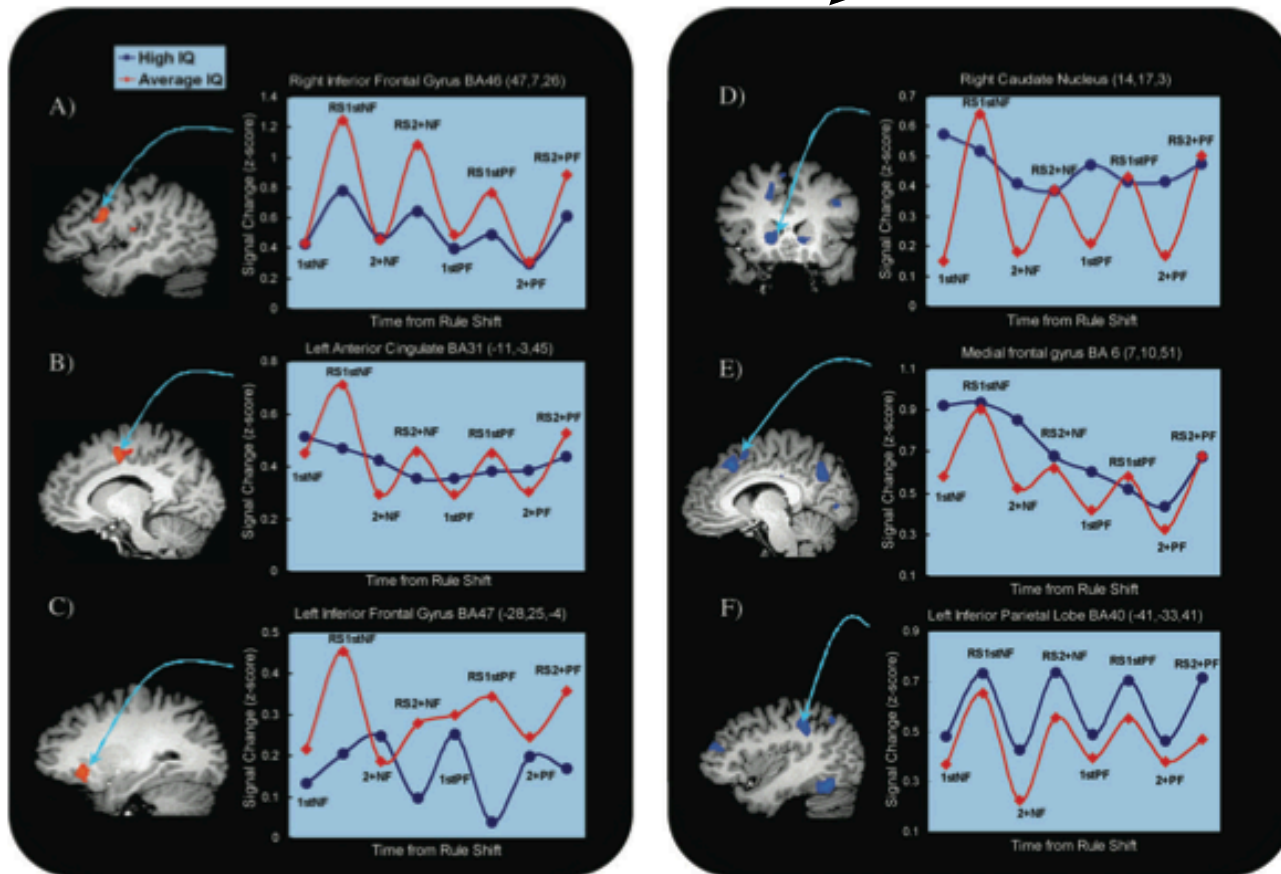 High IQ
Average IQ
A)
Right Inferior Frontal Gyrus BA46 (47,7,26)
Signal Change (z-score)
1.4
1.2
1
0.8
0.6
0.4
0.2
0
RS1stNF
RS2+NF
RS1stPF
RS2+PF
1stNF
2+NF
1stPF
2+PF
Time from Rule Shift
B)
Left Anterior Cingulate BA31 (-11,-3,45)
Signal Change (z-score)
0.8
0.6
0.4
0.2
0
RS1stNF
RS2+NF
RS1stPF
RS2+PF
1stNF
2+NF
1stPF
2+PF
Time from Rule Shift
C)
Left Inferior Frontal Gyrus BA47 (-28,25,-4)
Signal Change (z-score)
0.5
0.4
0.3
0.2
0.1
0
RS1stNF
RS2+NF
RS1stPF
RS2+PF
1stNF
2+NF
1stPF
2+PF
Time from Rule Shift
D)
Right Caudate Nucleus (14,17,3)
Signal Change (z-score)
0.7
0.6
0.5
0.4
0.3
0.2
0.1
0
RS1stNF
RS2+NF
RS1stPF
RS2+PF
1stNF
2+NF
1stPF
2+PF
Time from Rule Shift
E)
Medial frontal gyrus BA 6 (7,10,51)
Signal Change (z-score)
1.1
0.9
0.7
0.5
0.3
0.1
RS1stNF
RS2+NF
RS1stPF
RS2+PF
1stNF
2+NF
1stPF
2+PF
Time from Rule Shift
F)
Left Inferior Parietal Lobe BA40 (-41,-33,41)
Signal Change (z-score)
0.9
0.7
0.5
0.3
0.1
RS1stNF
RS2+NF
RS1stPF
RS2+PF
1stNF
2+NF
1stPF
2+PF
Time from Rule Shift